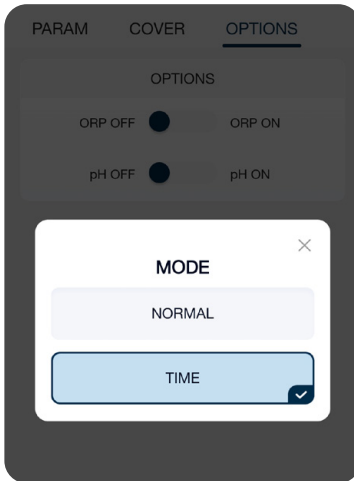 PARAM COVER OPTIONS
OPTIONS
ORP OFF ORP ON
pH OFF pH ON
MODE
NORMAL
TIME